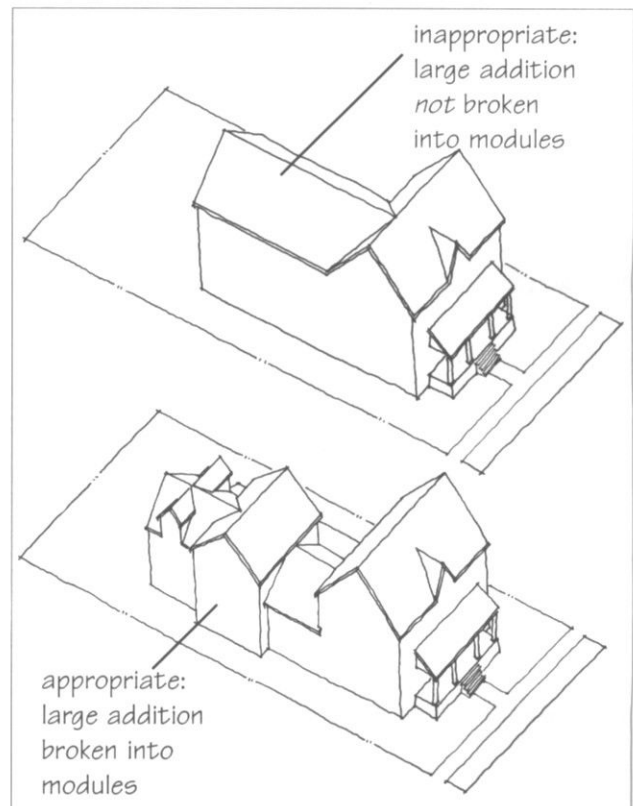 inappropriate:
large addition
not broken
into modules
appropriate:
large addition
broken into
modules